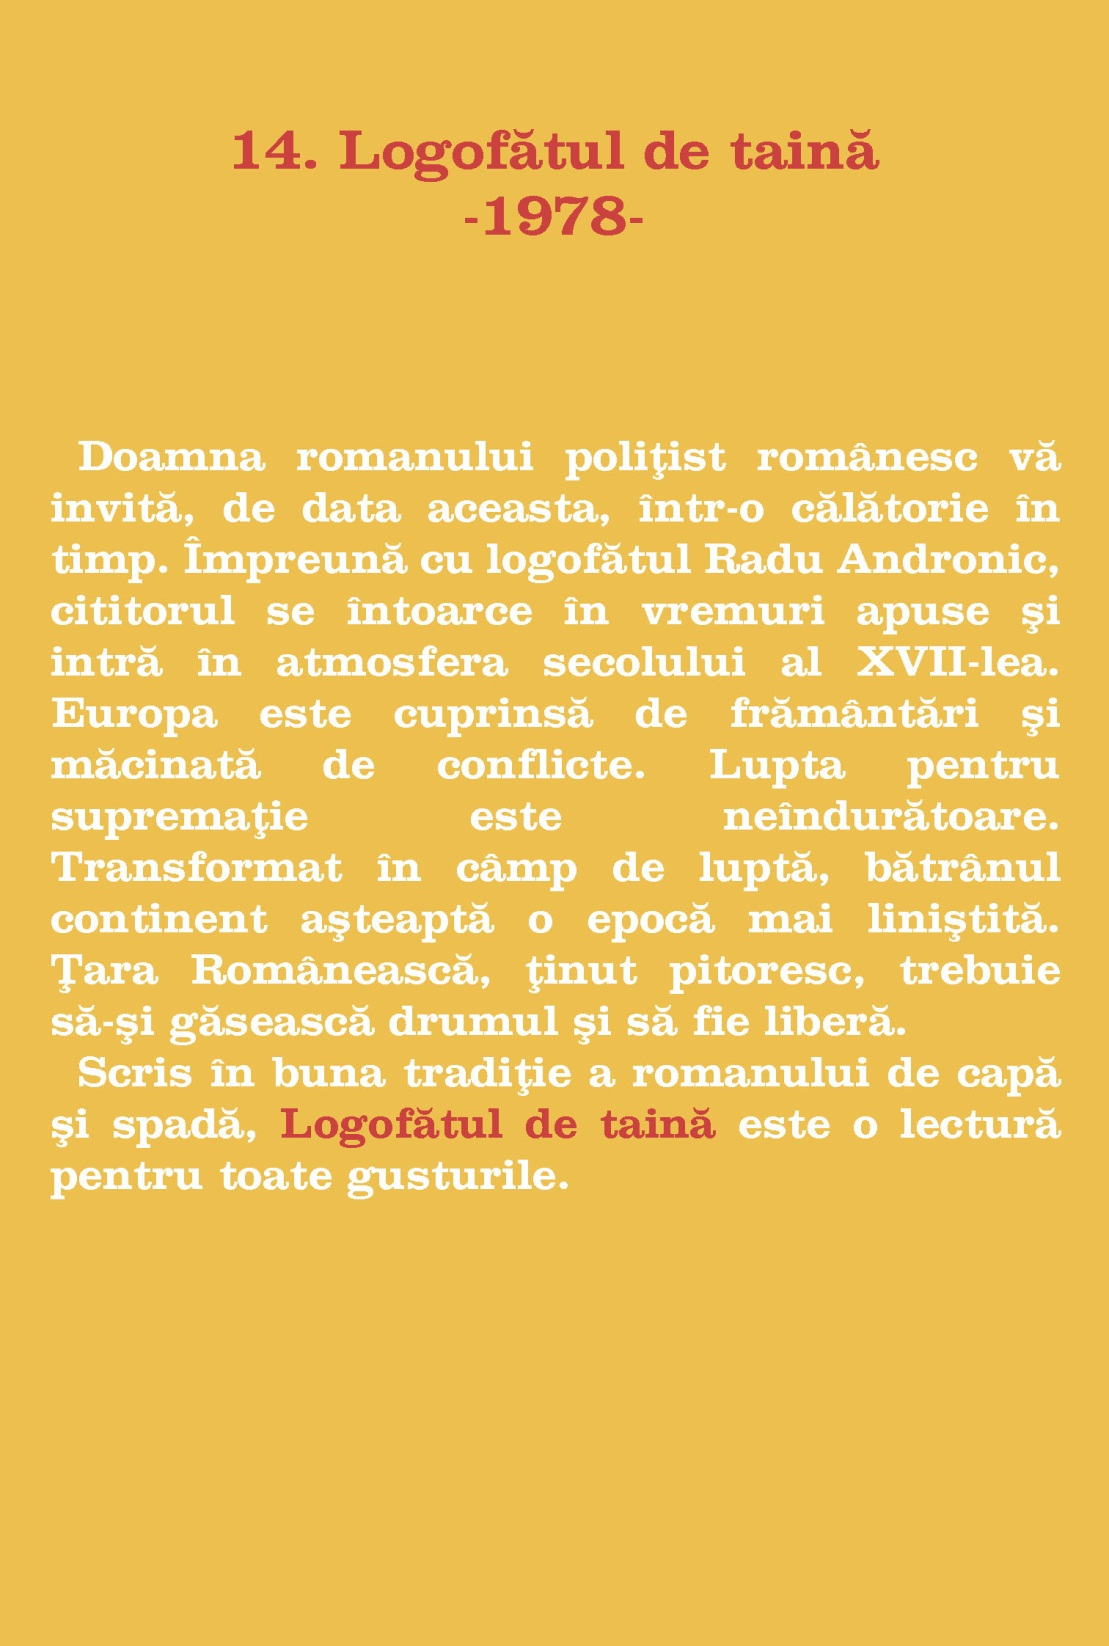 14. Logofătul de taină
-1978-
Doamna romanului poliţist românesc vă
invită, de data aceasta, într-o călătorie în
timp. Împreună cu logofătul Radu Andronic,
cititorul se întoarce în vremuri apuse şi
intră în atmosfera secolului al XVII-lea.
Europa este cuprinsă de frământări şi
măcinată de conflicte. Lupta pentru
supremaţie este neîndurătoare.
Transformat în câmp de luptă, bătrânul
continent aşteaptă o epocă mai liniştită.
Ţara Românească, ţinut pitoresc, trebuie
să-şi găsească drumul şi să fie liberă.
Scris în buna tradiţie a romanului de capă
şi spadă, Logofătul de taină este o lectură
pentru toate gusturile.